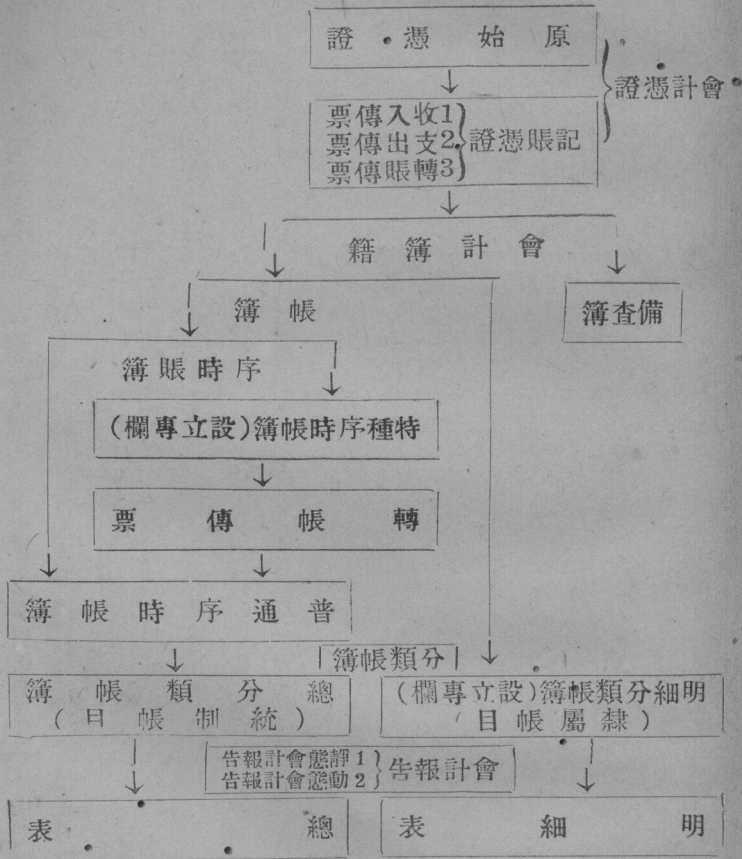 原始憑證
會計憑證
1收入傳票
2支出傳票
3轉賬傳票
記賬憑證
會計簿籍
帳簿
備查簿
序時賬簿
特種序時帳簿(設立專欄)
轉帳傳票
普通序時帳簿
分類帳簿
總分類帳簿
(統制帳目)
明細分類帳簿(設立專欄)
(隸屬帳目)
1靜態會計報告
2動態會計報告
會計報告
總表
明細表